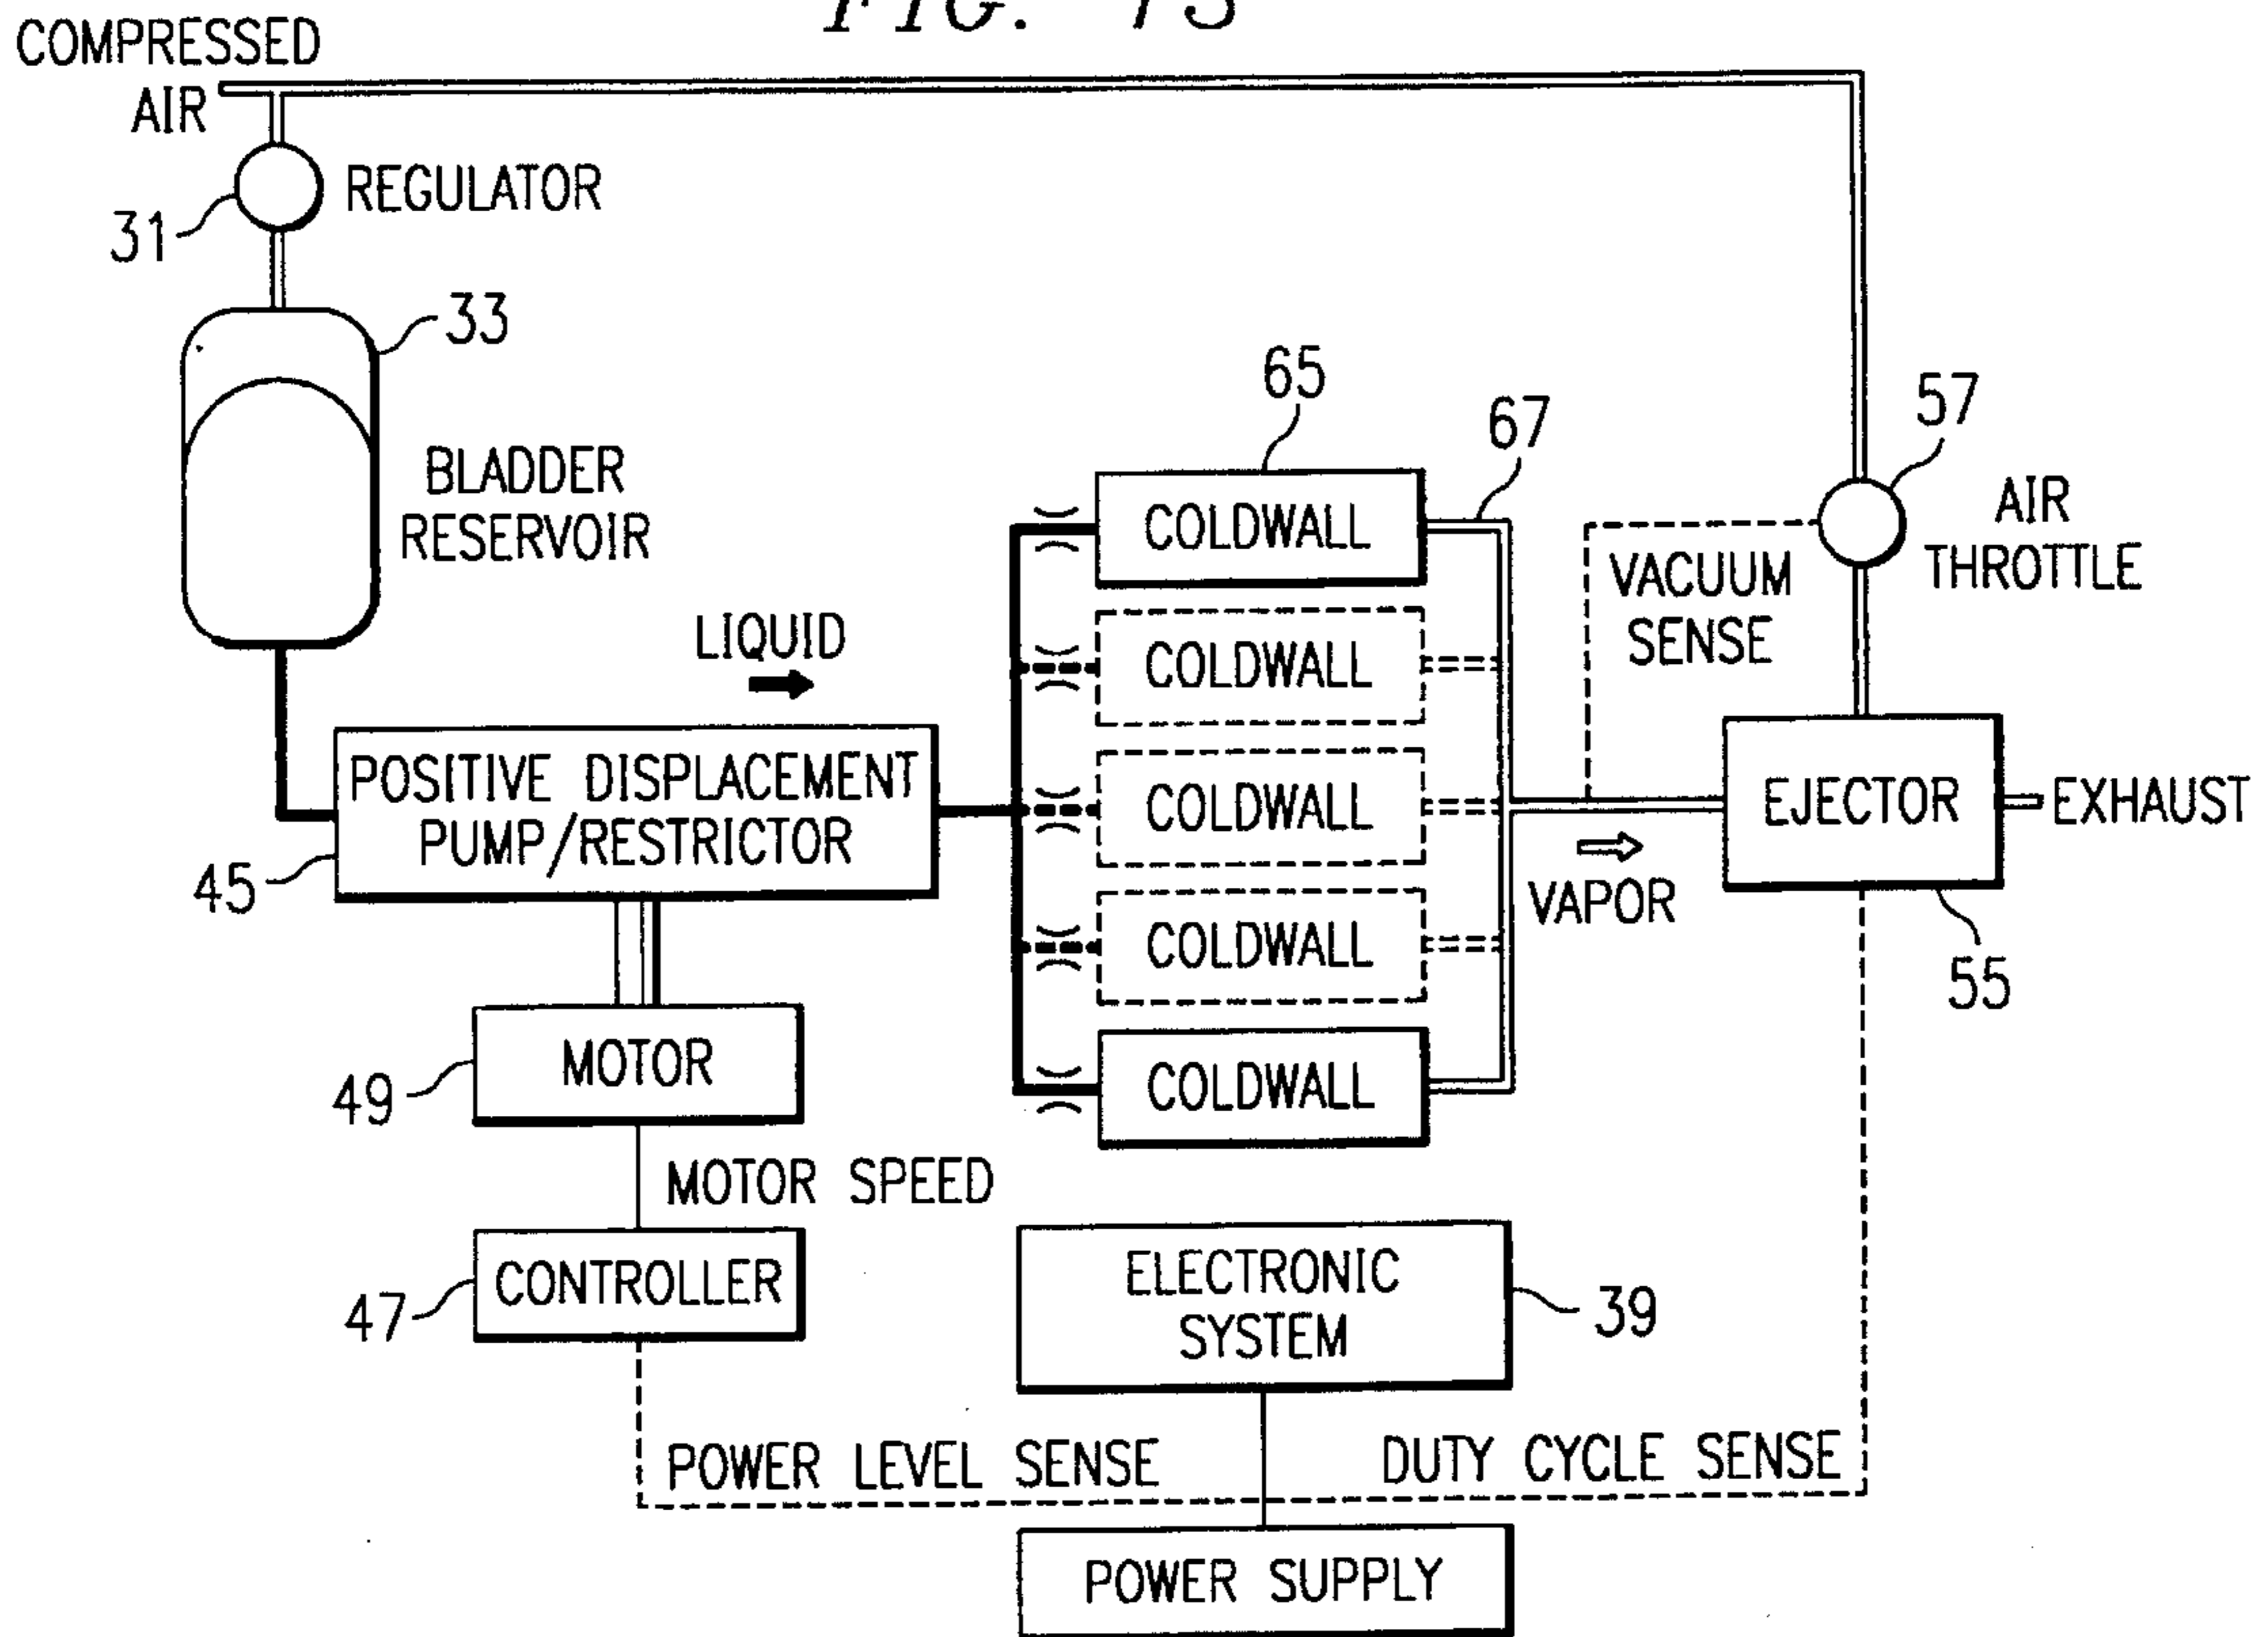 FIG.
COMPRESSED
AIR
REGULATOR
31
33
BLADDER
RESERVOIR
65
67
57
AIR
THROTTLE
COLDWALL
VACUUM
SENSE
LIQUID
COLDWALL
POSITIVE DISPLACEMENT
PUMP/RESTRICTOR
45
COLDWALL
EJECTOR
EXHAUST
VAPOR
COLDWALL
55
MOTOR
49
COLDWALL
MOTOR SPEED
CONTROLLER
47
ELECTRONIC
SYSTEM
39
POWER LEVEL SENSE
DUTY CYCLE SENSE
POWER SUPPLY